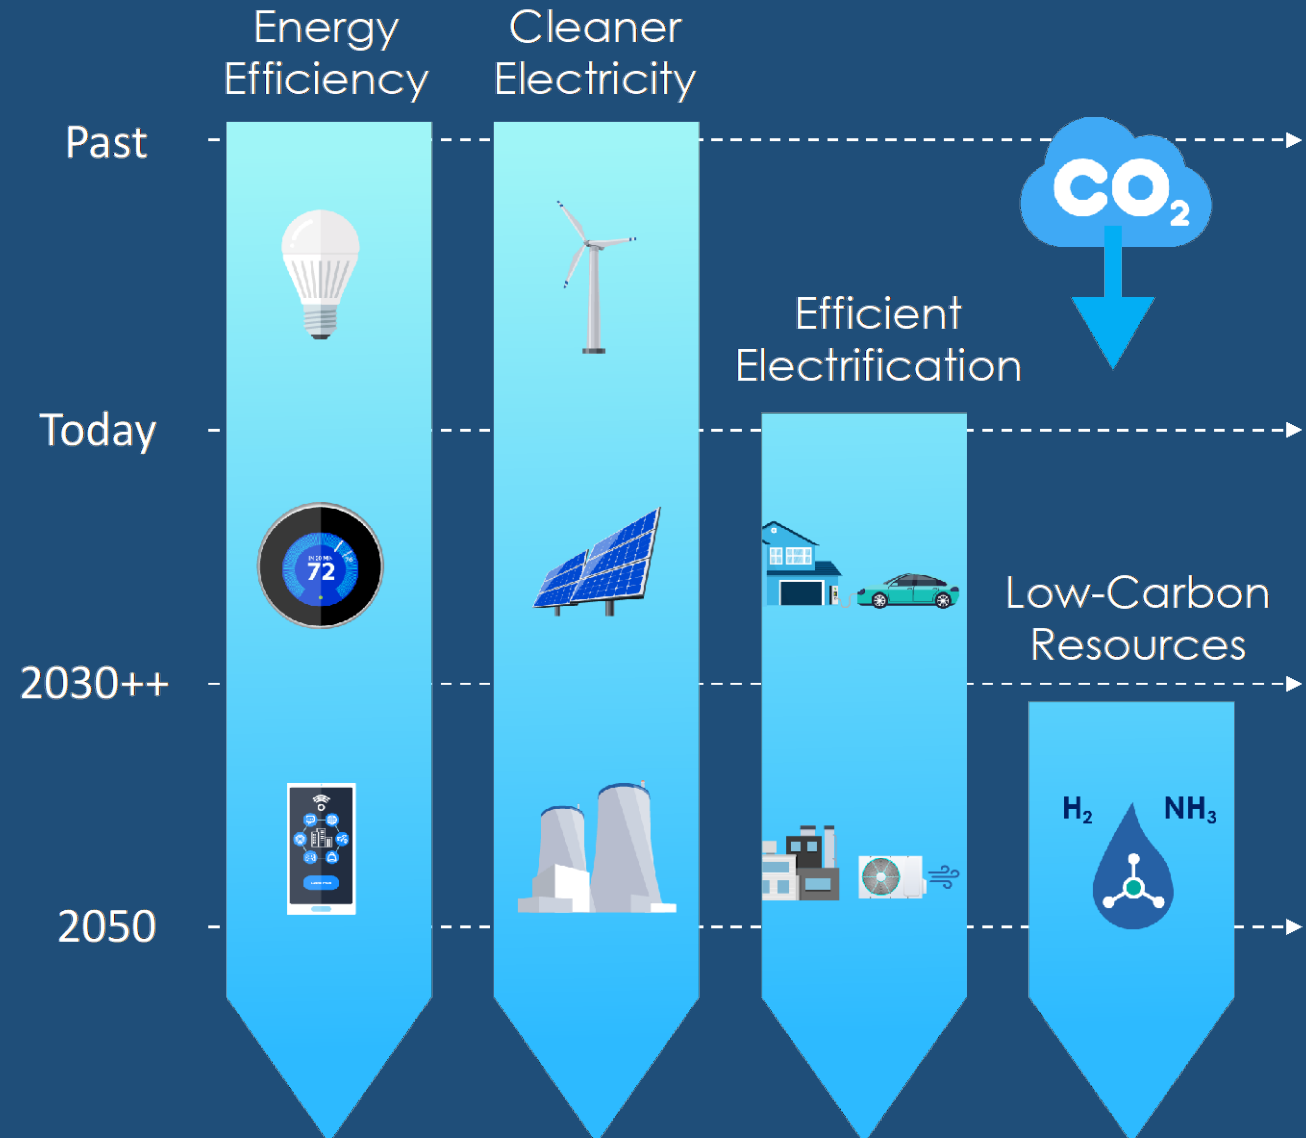 Energy
Efficiency
Cleaner
Electricity
Past
CO₂
Efficient
Electrification
Today
72
Low-Carbon
Resources
2030++
H₂
NH₃
2050